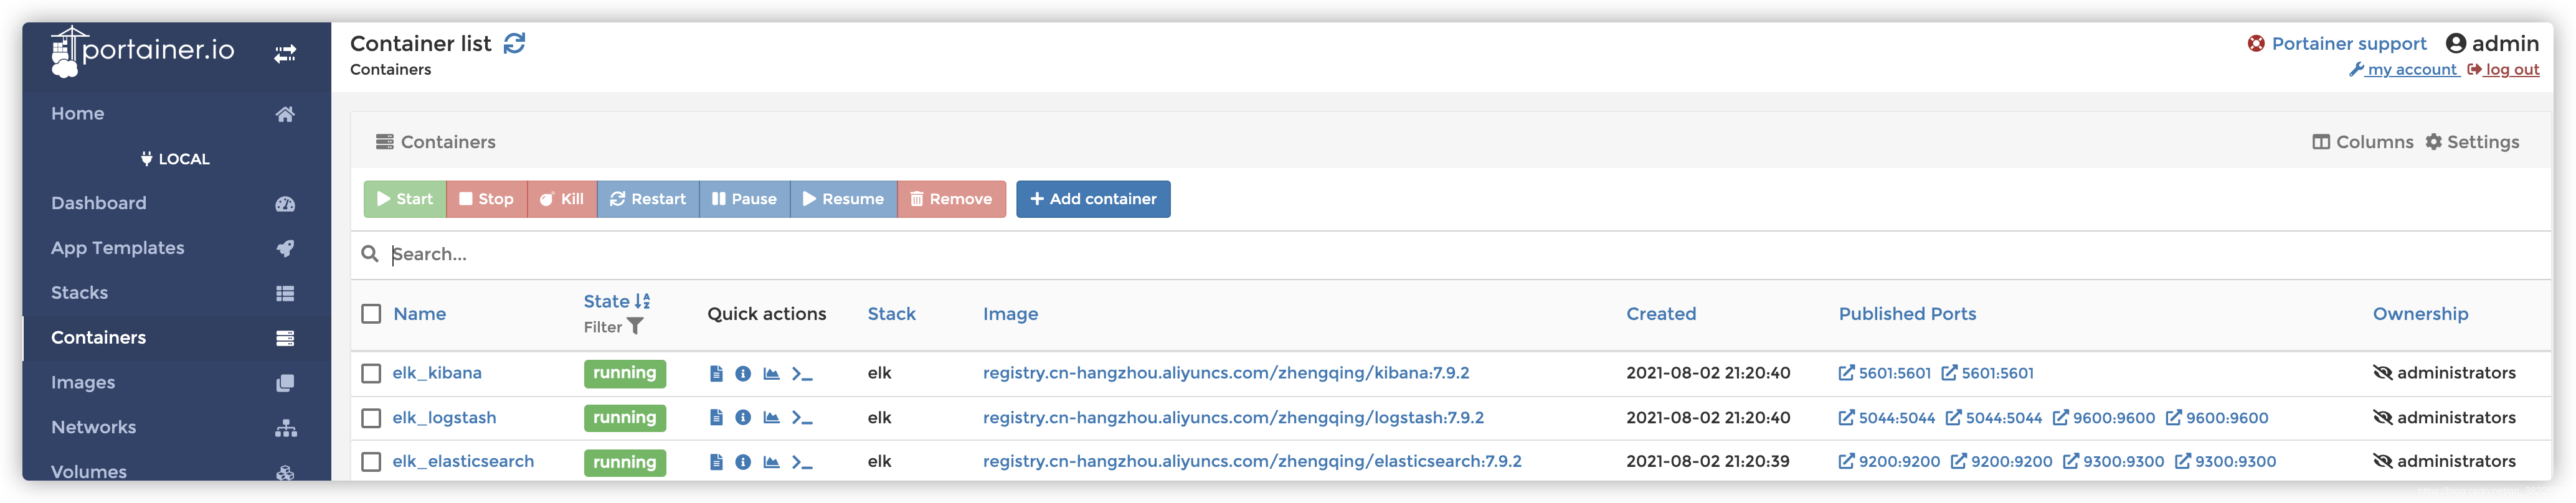 portainer.io
Home
LOCAL
Dashboard
App Templates
Stacks
Containers
Images
Networks
Volumes
Container list
Containers
Portainer support admin
my account log out
Containers
Columns Settings
Start Stop Kill Restart Pause Resume Remove Add container
Search...
Name State Filter Quick actions Stack Image Created Published Ports Ownership
elk_kibana running elk registry.cn-hangzhou.aliyuncs.com/zhengqing/kibana:7.9.2 2021-08-02 21:20:40 5601:5601 5601:5601 administrators
elk_logstash running elk registry.cn-hangzhou.aliyuncs.com/zhengqing/logstash:7.9.2 2021-08-02 21:20:40 5044:5044 5044:5044 9600:9600 9600:9600 administrators
elk_elasticsearch running elk registry.cn-hangzhou.aliyuncs.com/zhengqing/elasticsearch:7.9.2 2021-08-02 21:20:39 9200:9200 9200:9200 9300:9300 9300:9300 administrators